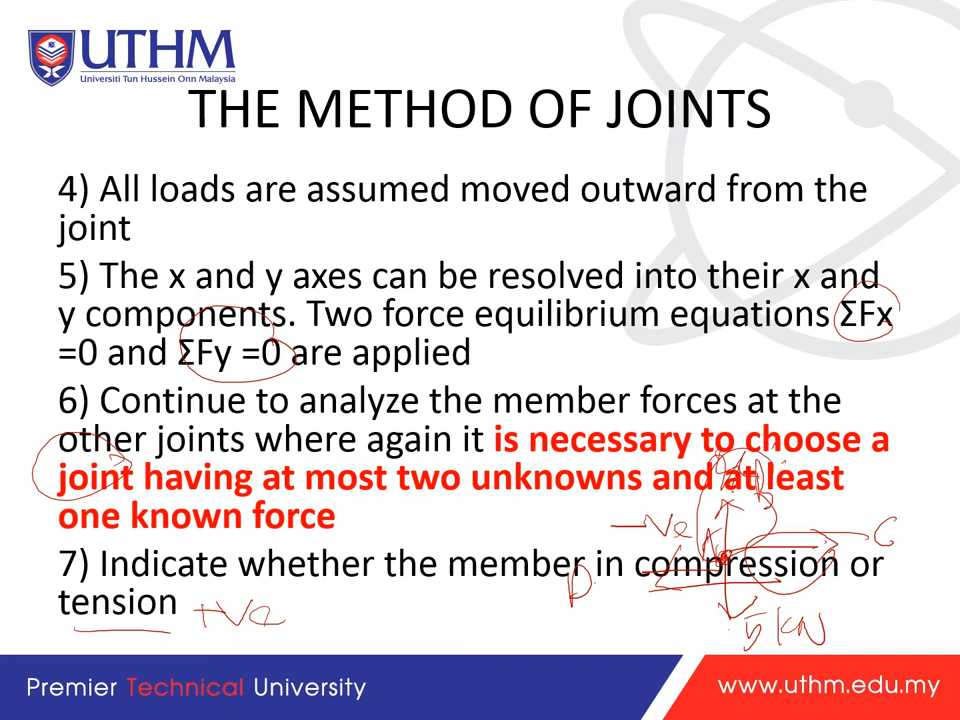 UTHM
Universiti Tun Hussein Onn Malaysia
THE METHOD OF JOINTS
4) All loads are assumed moved outward from the
joint
5) The x and y axes can be resolved into their x and
y components. Two force equilibrium equations ΣFx
=0 and ΣFy =0 are applied
6) Continue to analyze the member forces at the
other joints where again it is necessary to choose a
joint having at most two unknowns and at least
one known force
-ve
C
7) Indicate whether the member in compression or
D
tension +ve
kN
Premier Technical University
www.uthm.edu.my